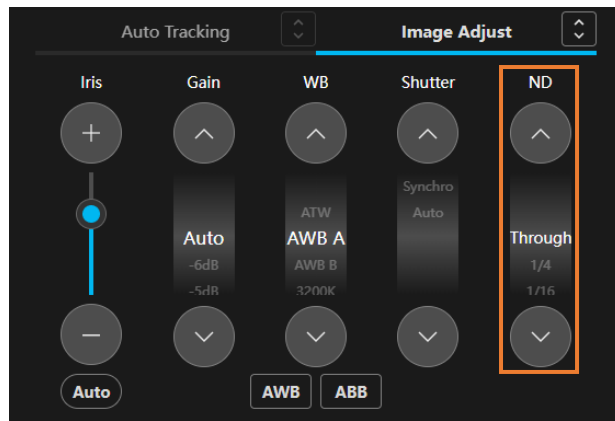 Auto Tracking
Image Adjust
Iris
Gain
WB
Shutter
ND
Synchro
ATW
Auto
Auto
AWB A
Through
-6dB
AWB B
1/4
-5dB
3200K
1/16
Auto
AWB
ABB